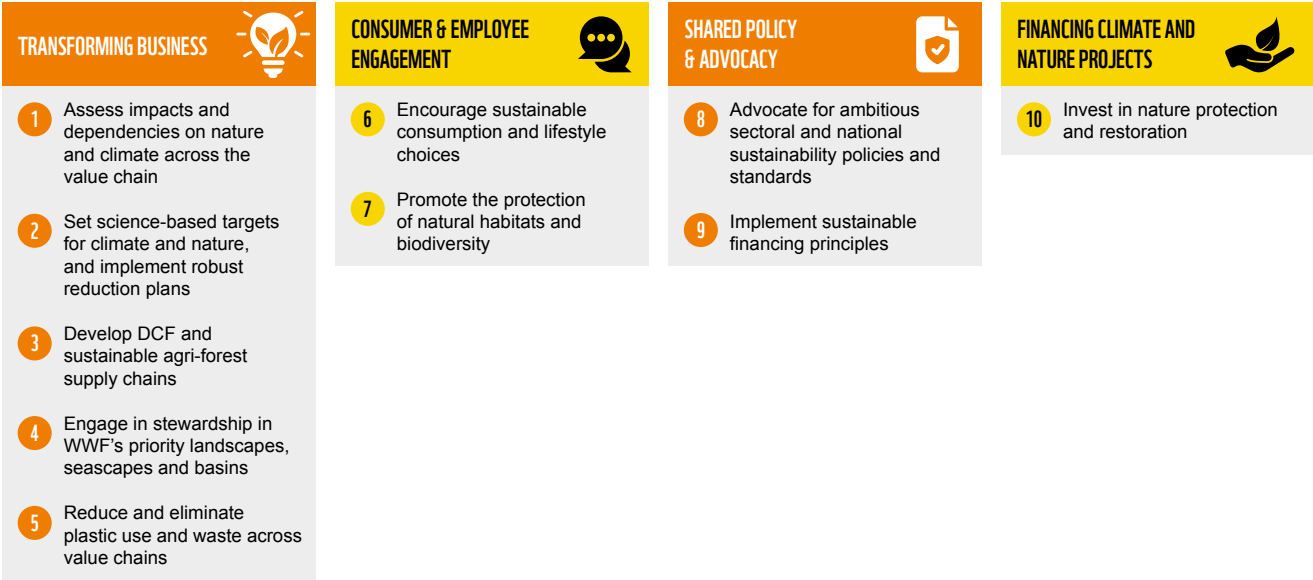 TRANSFORMING BUSINESS
1
Assess impacts and
dependencies on nature
and climate across the
value chain
2
Set science-based targets
for climate and nature,
and implement robust
reduction plans
3
Develop DCF and
sustainable agri-forest
supply chains
4
Engage in stewardship in
WWF’s priority landscapes,
seascapes and basins
5
Reduce and eliminate
plastic use and waste across
value chains
CONSUMER & EMPLOYEE
ENGAGEMENT
6
Encourage sustainable
consumption and lifestyle
choices
7
Promote the protection
of natural habitats and
biodiversity
SHARED POLICY
& ADVOCACY
8
Advocate for ambitious
sectoral and national
sustainability policies and
standards
9
Implement sustainable
financing principles
FINANCING CLIMATE AND
NATURE PROJECTS
10
Invest in nature protection
and restoration